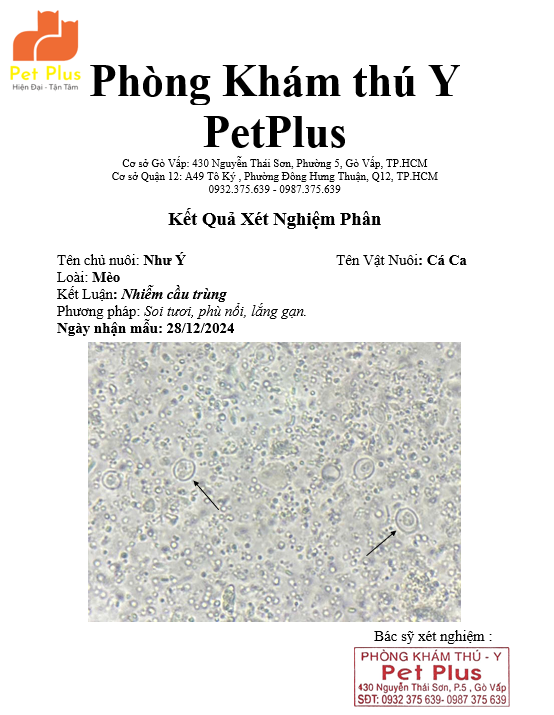 Pet Plus
Hiện Đại - Tận Tâm
Phòng Khám thú Y
PetPlus
Cơ sở Gò Vấp: 430 Nguyễn Thái Sơn, Phường 5, Gò Vấp, TP.HCM
Cơ sở Quận 12: A49 Tô Ký , Phường Đông Hưng Thuận, Q12, TP.HCM
0932.375.639 - 0987.375.639
Kết Quả Xét Nghiệm Phân
Tên chủ nuôi: Như Ý Tên Vật Nuôi: Cá Ca
Loài: Mèo
Kết Luận: Nhiễm cầu trùng
Phương pháp: Soi tươi, phù nổi, lắng gạn.
Ngày nhận mẫu: 28/12/2024
Bác sỹ xét nghiệm :
PHÒNG KHÁM THÚ - Y
Pet Plus
430 Nguyễn Thái Sơn, P.5 , Gò Vấp
SĐT: 0932 375 639- 0987 375 639